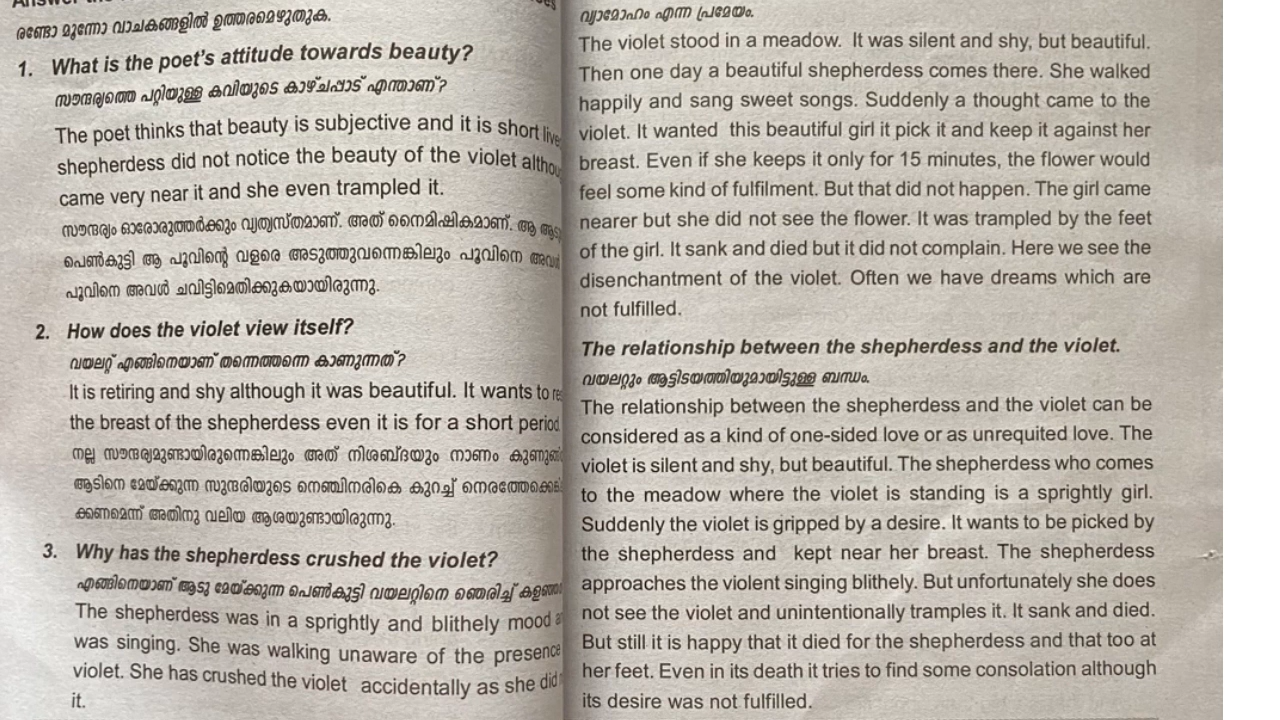 രണ്ടോ മൂന്നോ വാചകങ്ങളിൽ ഉത്തരമെഴുതുക.
1. What is the poet's attitude towards beauty?
സൗന്ദര്യത്തെ പറ്റിയുള്ള കവിയുടെ കാഴ്ചപ്പാട് എന്താണ്?
The poet thinks that beauty is subjective and it is short
shepherdess did not notice the beauty of the violet
came very near it and she even trampled it.
സൗന്ദര്യം ഓരോരുത്തർക്കും വ്യത്യസ്തമാണ്. അത് നൈമിഷികമാണ്. ആ
പെൺകുട്ടി ആ പൂവിന്റെ വളരെ അടുത്തുവന്നെങ്കിലും പൂവിനെ
പൂവിനെ അവൾ ചവിട്ടിമെതിക്കുകയായിരുന്നു.
2. How does the violet view itself?
വയലറ്റ് എങ്ങിനെയാണ് തന്നെത്തന്നെ കാണുന്നത്?
It is retiring and shy although it was beautiful. It wants to
the breast of the shepherdess even it is for a short period
നല്ല സൗന്ദര്യമുണ്ടായിരുന്നെങ്കിലും അത് നിശബ്ദയും നാണം
ആടിനെ മേയ്ക്കുന്ന സുന്ദരിയുടെ നെഞ്ചിനരികെ കുറച്ച്
ക്കണമെന്ന് അതിനു വലിയ ആശയുണ്ടായിരുന്നു.
3. Why has the shepherdess crushed the violet?
എങ്ങിനെയാണ് ആടു മേയ്ക്കുന്ന പെൺകുട്ടി വയലറ്റിനെ ഞെരിച്ച്
The shepherdess was in a sprightly and blithely mood
was singing. She was walking unaware of the presence
violet. She has crushed the violet accidentally as she did
it.
വ്യാമോഹം എന്ന പ്രമേയം.
The violet stood in a meadow. It was silent and shy, but beautiful.
Then one day a beautiful shepherdess comes there. She walked
happily and sang sweet songs. Suddenly a thought came to the
violet. It wanted this beautiful girl it pick it and keep it against her
breast. Even if she keeps it only for 15 minutes, the flower would
feel some kind of fulfilment. But that did not happen. The girl came
nearer but she did not see the flower. It was trampled by the feet
of the girl. It sank and died but it did not complain. Here we see the
disenchantment of the violet. Often we have dreams which are
not fulfilled.
The relationship between the shepherdess and the violet.
വയലറ്റും ആട്ടിടയത്തിയുമായിട്ടുള്ള ബന്ധം.
The relationship between the shepherdess and the violet can be
considered as a kind of one-sided love or as unrequited love. The
violet is silent and shy, but beautiful. The shepherdess who comes
to the meadow where the violet is standing is a sprightly girl.
Suddenly the violet is gripped by a desire. It wants to be picked by
the shepherdess and kept near her breast. The shepherdess
approaches the violent singing blithely. But unfortunately she does
not see the violet and unintentionally tramples it. It sank and died.
But still it is happy that it died for the shepherdess and that too at
her feet. Even in its death it tries to find some consolation although
its desire was not fulfilled.